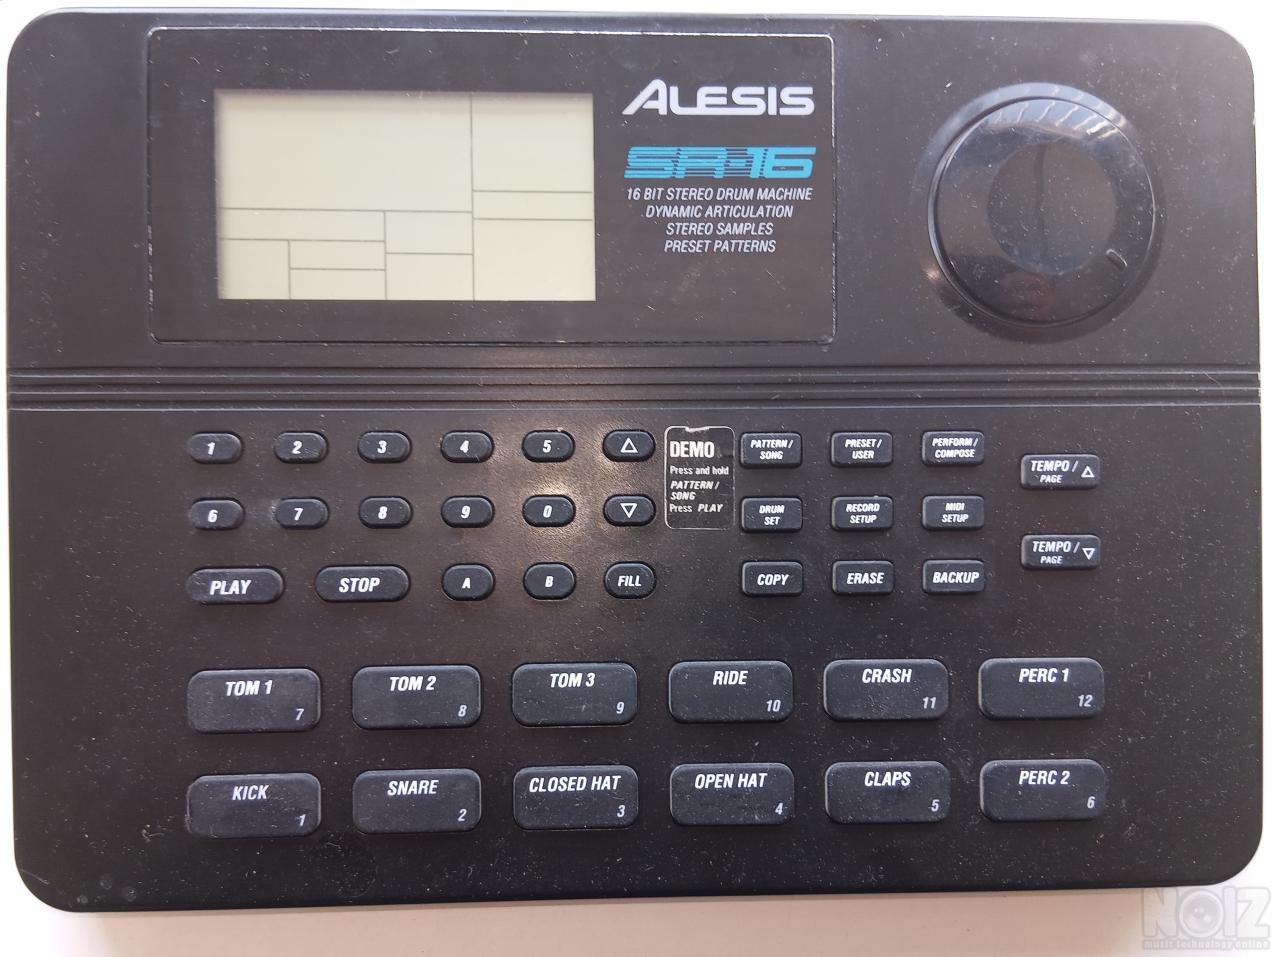 ALESIS
SR-16
16 BIT STEREO DRUM MACHINE
DYNAMIC ARTICULATION
STEREO SAMPLES
PRESET PATTERNS
1 2 3 4 5 △
DEMO
Press and hold
PATTERN /
SONG
Press PLAY
PATTERN /
SONG
PRESET /
USER
PERFORM /
COMPOSE
TEMPO / △
PAGE
6 7 8 9 0 ▽
DRUM
SET
RECORD
SETUP
MIDI
SETUP
TEMPO / ▽
PAGE
PLAY STOP A B FILL
COPY ERASE BACKUP
TOM 1
7
TOM 2
8
TOM 3
9
RIDE
10
CRASH
11
PERC 1
12
KICK
1
SNARE
2
CLOSED HAT
3
OPEN HAT
4
CLAPS
5
PERC 2
6
NOIZ
music technology online